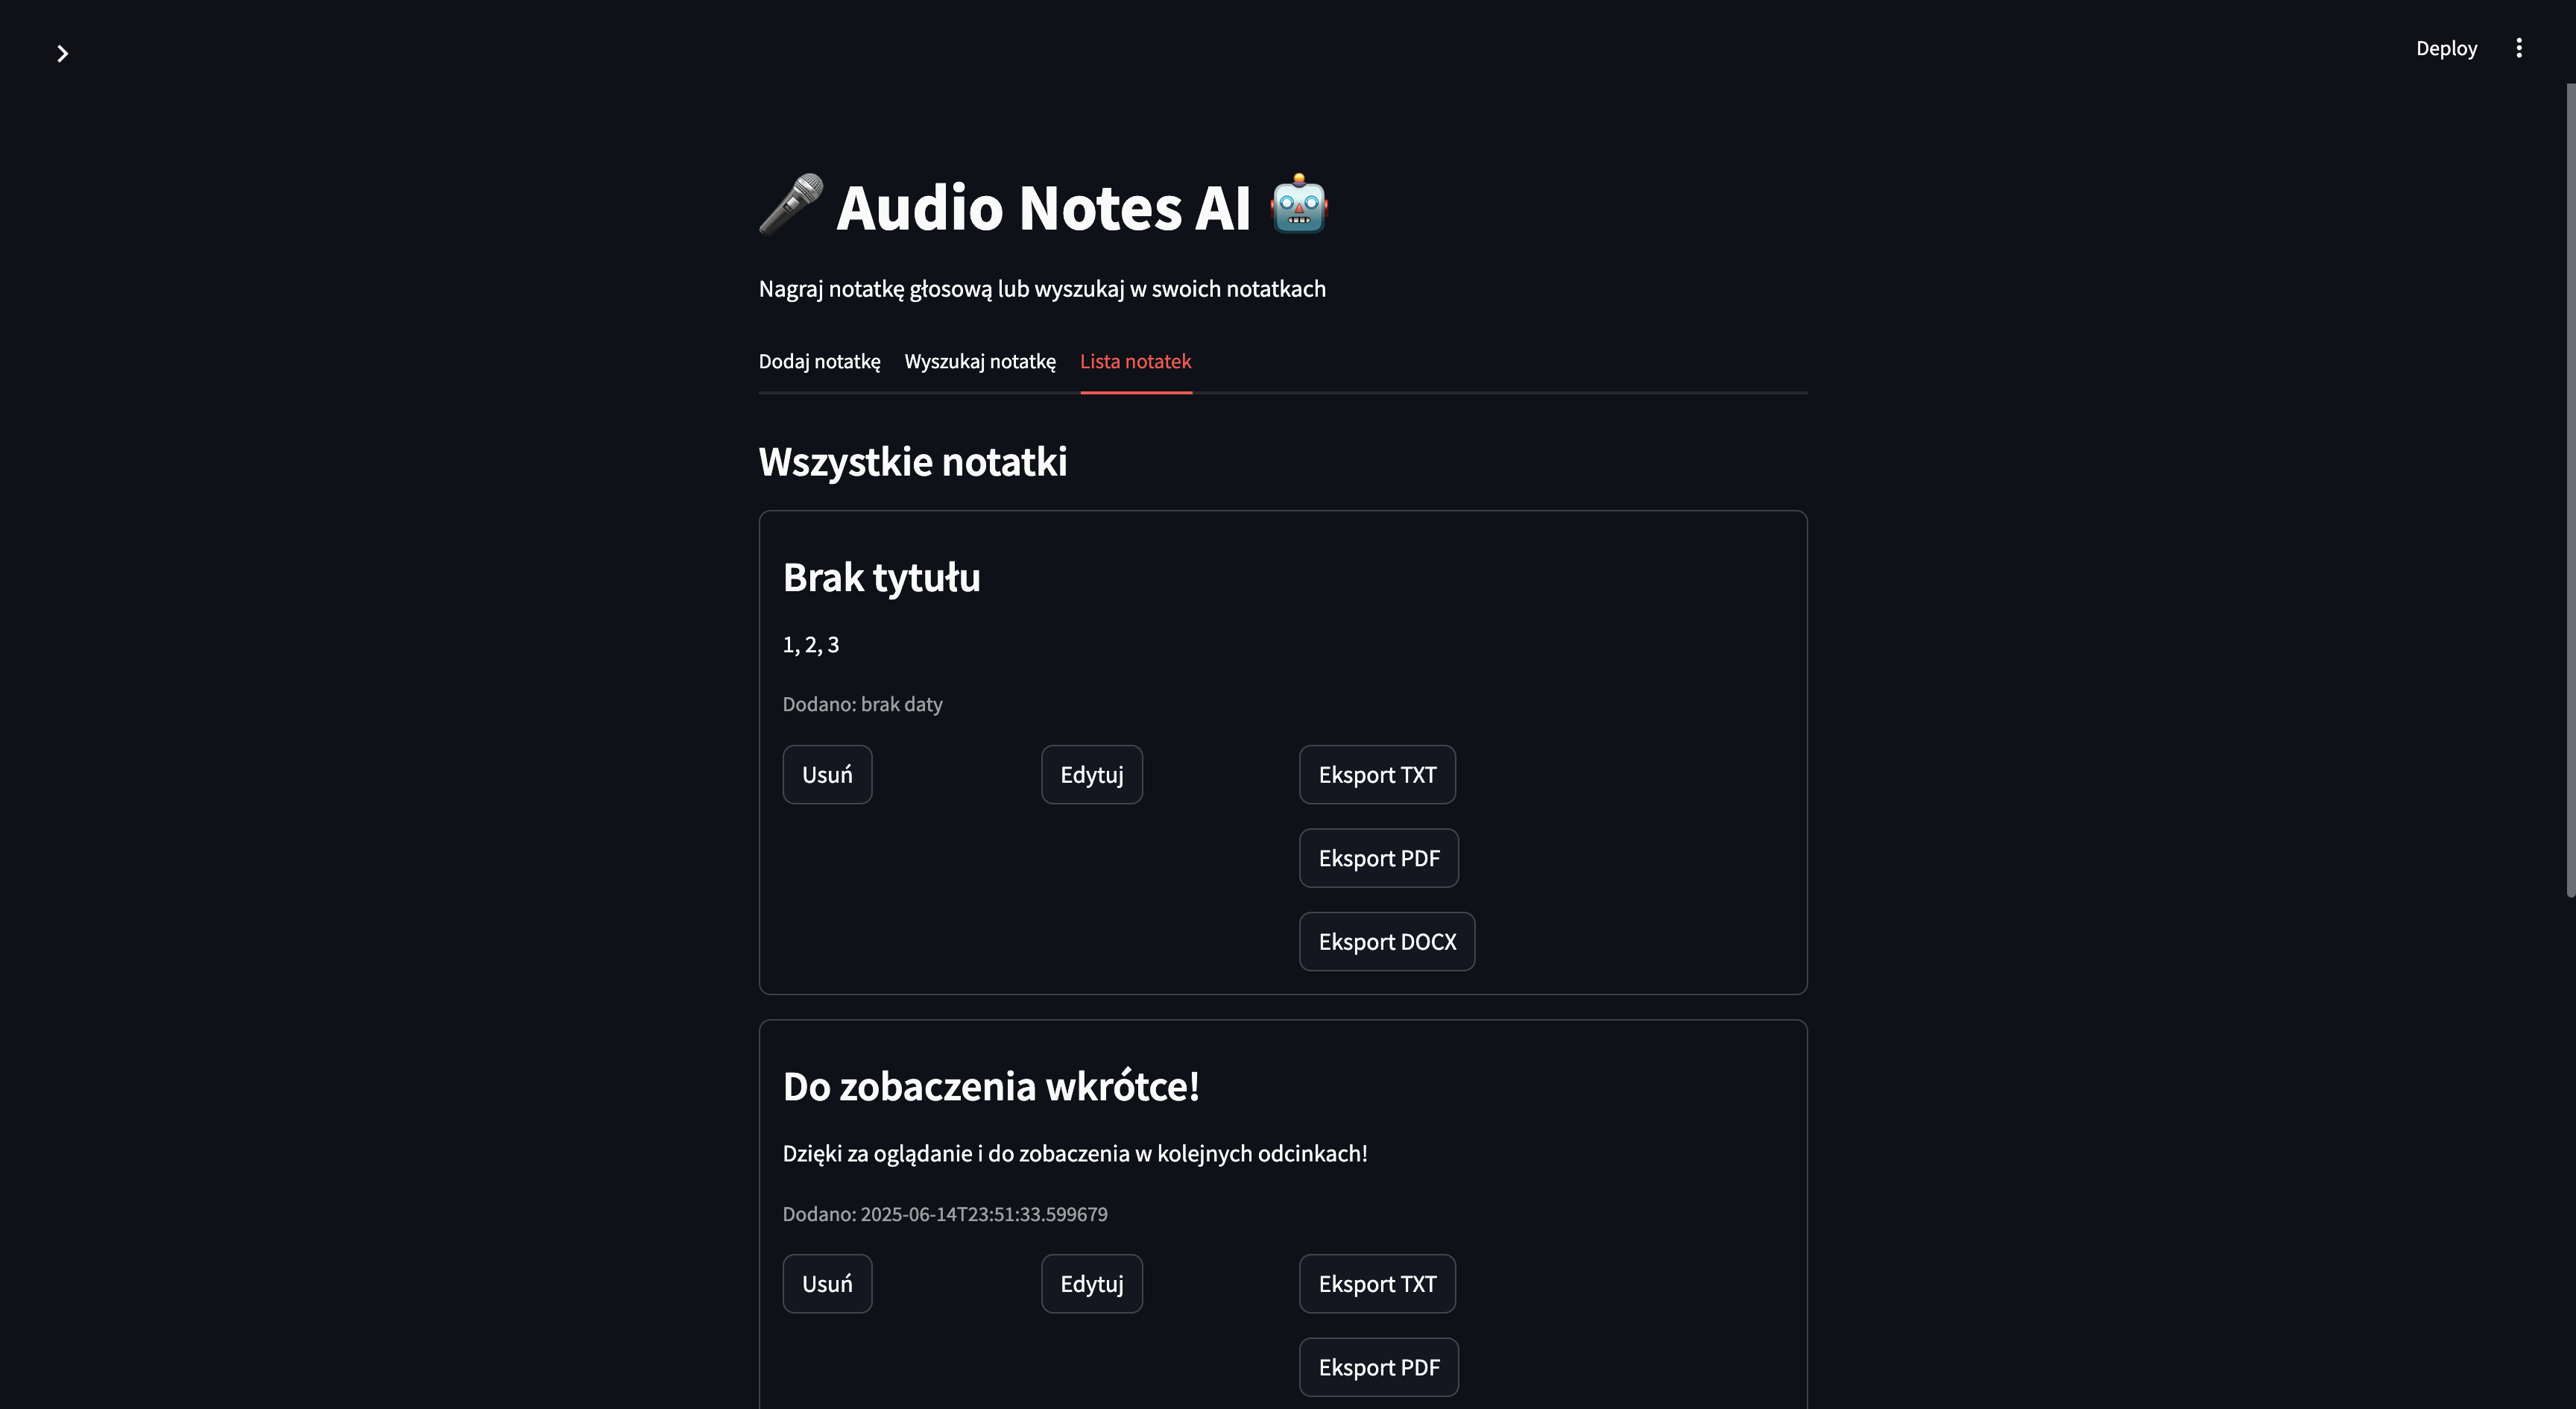 Deploy
Audio Notes AI
Nagraj notatkę głosową lub wyszukaj w swoich notatkach
Dodaj notatkę Wyszukaj notatkę Lista notatek
Wszystkie notatki
Brak tytułu
1, 2, 3
Dodano: brak daty
Usuń Edytuj Eksport TXT
Eksport PDF
Eksport DOCX
Do zobaczenia wkrótce!
Dzięki za oglądanie i do zobaczenia w kolejnych odcinkach!
Dodano: 2025-06-14T23:51:33.599679
Usuń Edytuj Eksport TXT
Eksport PDF